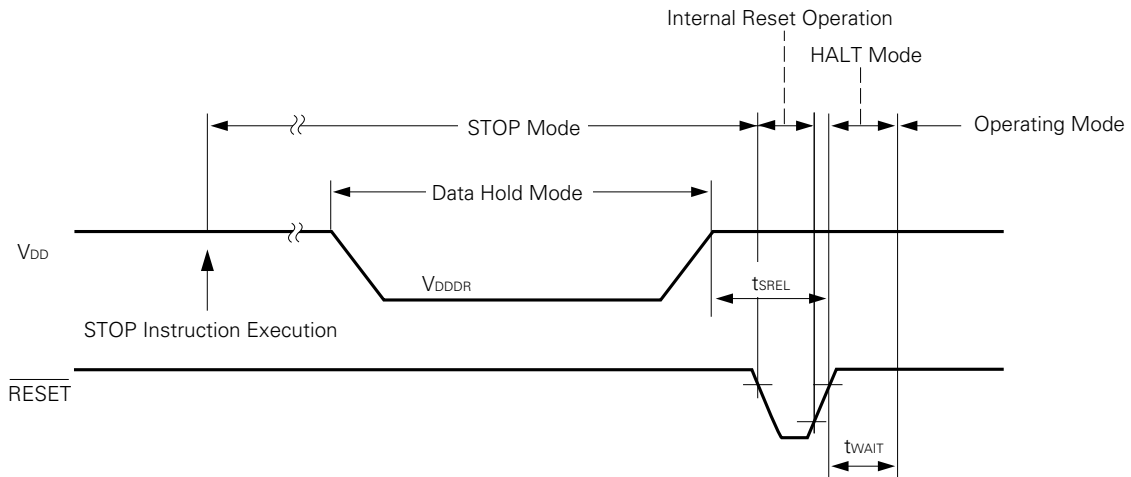 Internal Reset Operation
HALT Mode
STOP Mode
Operating Mode
Data Hold Mode
VDD
VDDDR
tSREL
STOP Instruction Execution
RESET
tWAIT